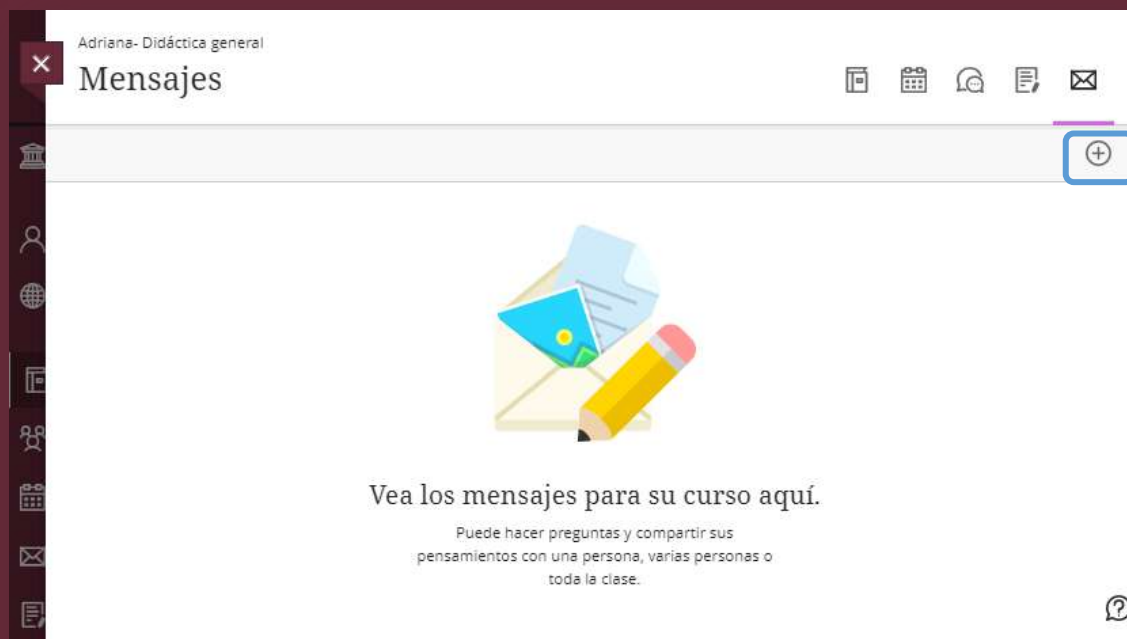 Adriana- Didáctica general
Mensajes
Vea los mensajes para su curso aquí.
Puede hacer preguntas y compartir sus
pensamientos con una persona, varias personas o
toda la clase.